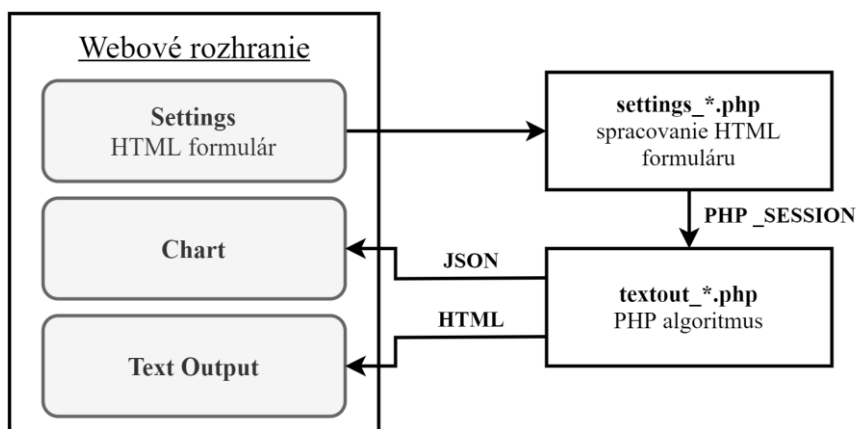 Webové rozhranie
Settings
HTML formulár
Chart
Text Output
settings_*.php
spracovanie HTML
formuláru
PHP _SESSION
JSON
HTML
textout_*.php
PHP algoritmus